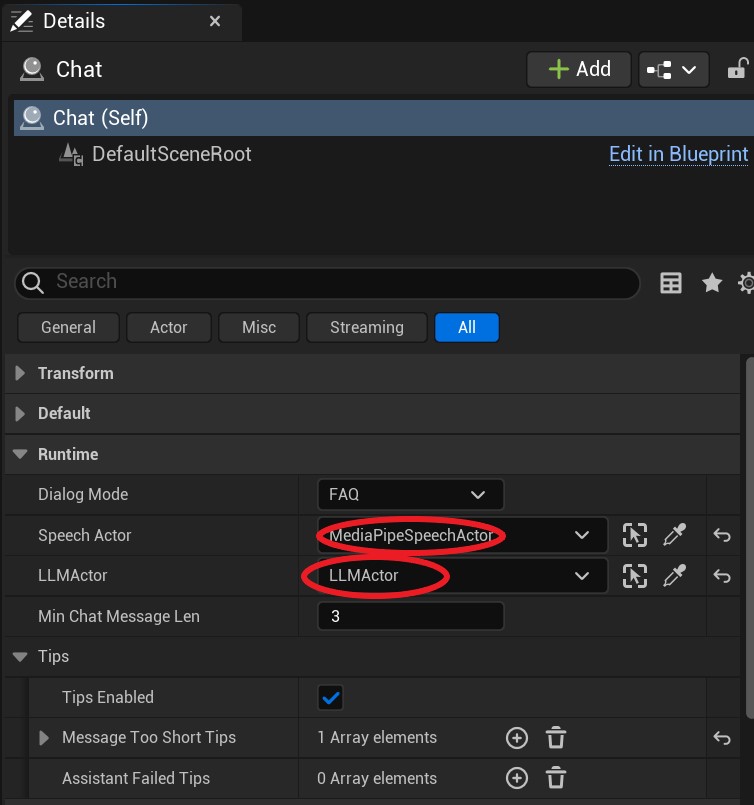 Details
Chat
Add
Chat (Self)
DefaultSceneRoot
Edit in Blueprint
Search
General
Actor
Misc
Streaming
All
Transform
Default
Runtime
Dialog Mode
FAQ
Speech Actor
MediaPipeSpeechActor
LLMActor
LLMActor
Min Chat Message Len
3
Tips
Tips Enabled
Message Too Short Tips
1 Array elements
Assistant Failed Tips
0 Array elements